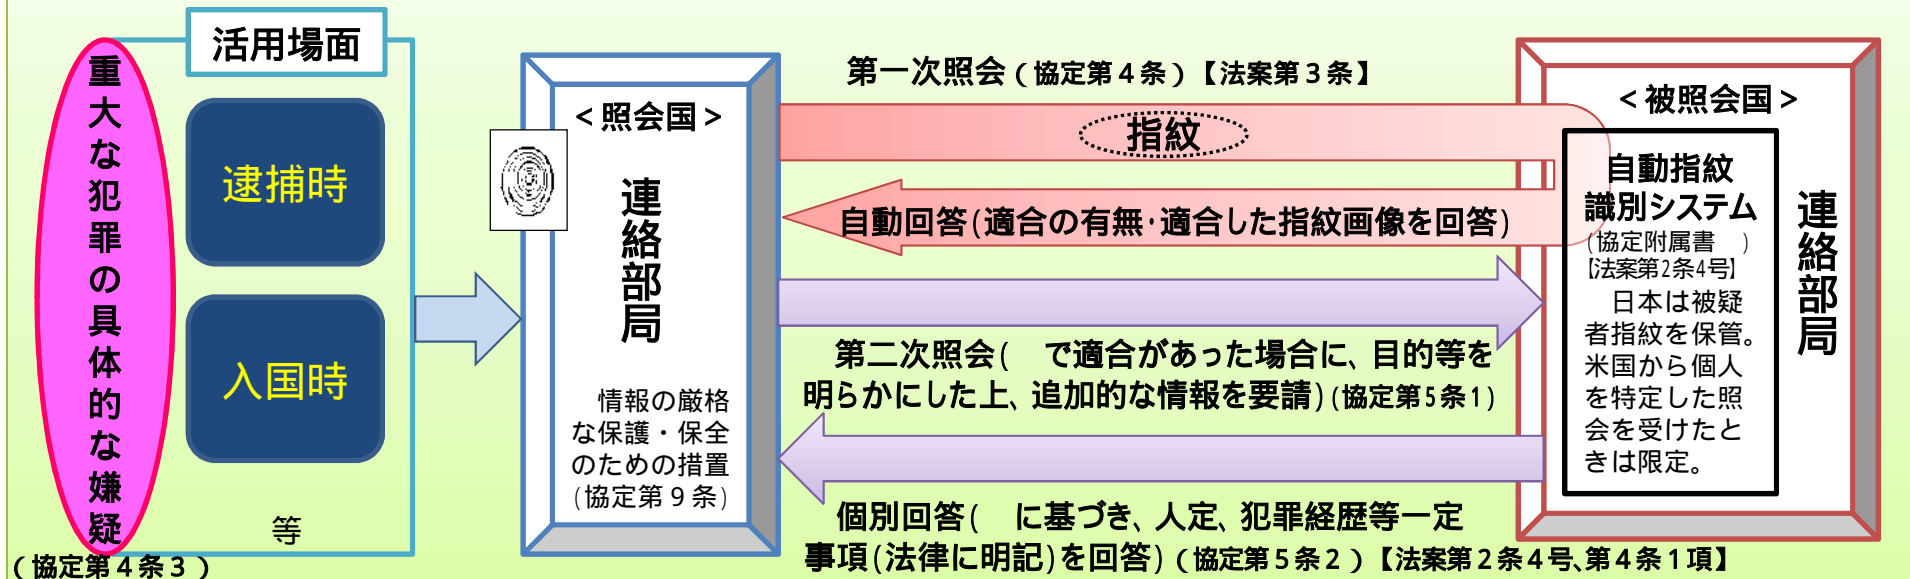 活用場面
重大な犯罪の具体的な嫌疑
(協定第4条3)
逮捕時
入国時
等
<照会国>
連絡部局
情報の厳格
な保護・保全
のための措置
(協定第9条)
第一次照会(協定第4条)【法案第3条】
指紋
自動回答(適合の有無・適合した指紋画像を回答)
第二次照会( で適合があった場合に、目的等を
明らかにした上、追加的な情報を要請)(協定第5条1)
個別回答( に基づき、人定、犯罪経歴等一定
事項(法律に明記)を回答)(協定第5条2)【法案第2条4号、第4条1項】
<被照会国>
自動指紋
識別システム
(協定附属書 )
【法案第2条4号】
日本は被疑
者指紋を保管。
米国から個人
を特定した照
会を受けたと
きは限定。
連絡部局